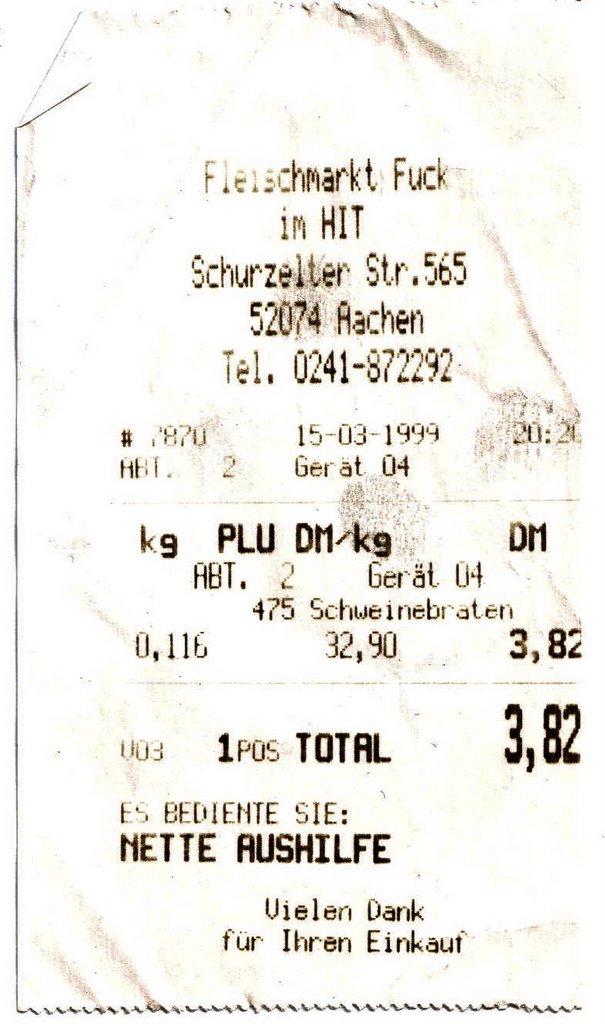 Fleischmarkt Fuck
im HIT
Schurzelter Str.565
52074 Aachen
Tel. 0241-872292
# 7870 15-03-1999
ABT. 2 Gerät 04
kg PLU DM/kg DM
ABT. 2 Gerät 04
475 Schweinebraten
0,116 32,90 3,82
V03 1POS TOTAL 3,82
ES BEDIENTE SIE:
NETTE AUSHILFE
Vielen Dank
für Ihren Einkauf